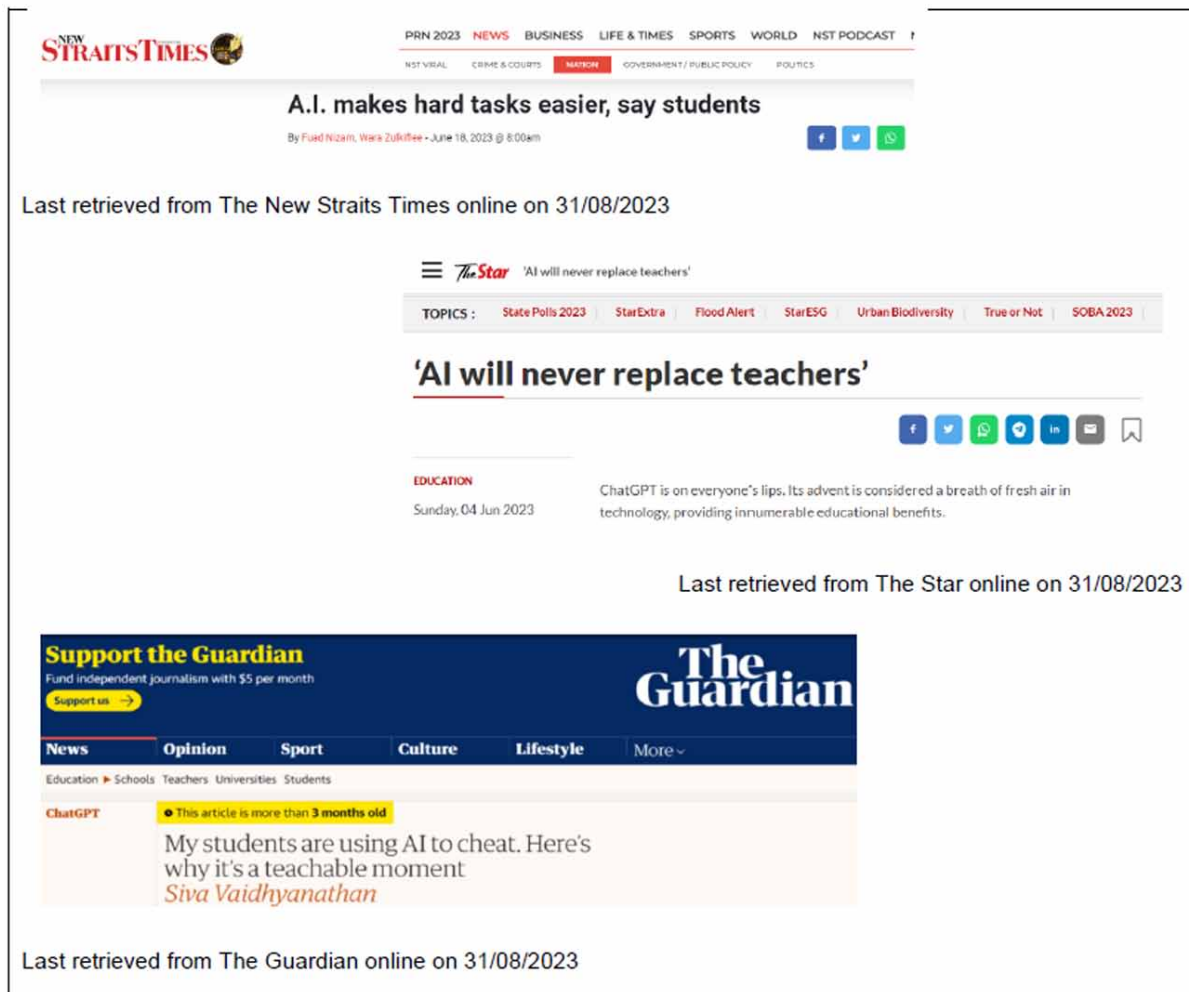 NEW
STRAITS TIMES
PRN 2023 NEWS BUSINESS LIFE & TIMES SPORTS WORLD NST PODCAST
NST VIRAL CRIME & COURTS NATION GOVERNMENT / PUBLIC POLICY POLITICS
A.I. makes hard tasks easier, say students
By Fuad Nizam, Wara Zulkiflee - June 18, 2023 @ 8:00am
Last retrieved from The New Straits Times online on 31/08/2023
The Star 'AI will never replace teachers'
TOPICS : State Polls 2023 StarExtra Flood Alert StarESG Urban Biodiversity True or Not SOBA 2023
‘AI will never replace teachers’
EDUCATION
Sunday, 04 Jun 2023
ChatGPT is on everyone's lips. Its advent is considered a breath of fresh air in
technology, providing innumerable educational benefits.
Last retrieved from The Star online on 31/08/2023
Support the Guardian
Fund independent journalism with $5 per month
Support us →
The
Guardian
News Opinion Sport Culture Lifestyle More
Education ▸ Schools Teachers Universities Students
ChatGPT
This article is more than 3 months old
My students are using AI to cheat. Here's
why it's a teachable moment
Siva Vaidhyanathan
Last retrieved from The Guardian online on 31/08/2023